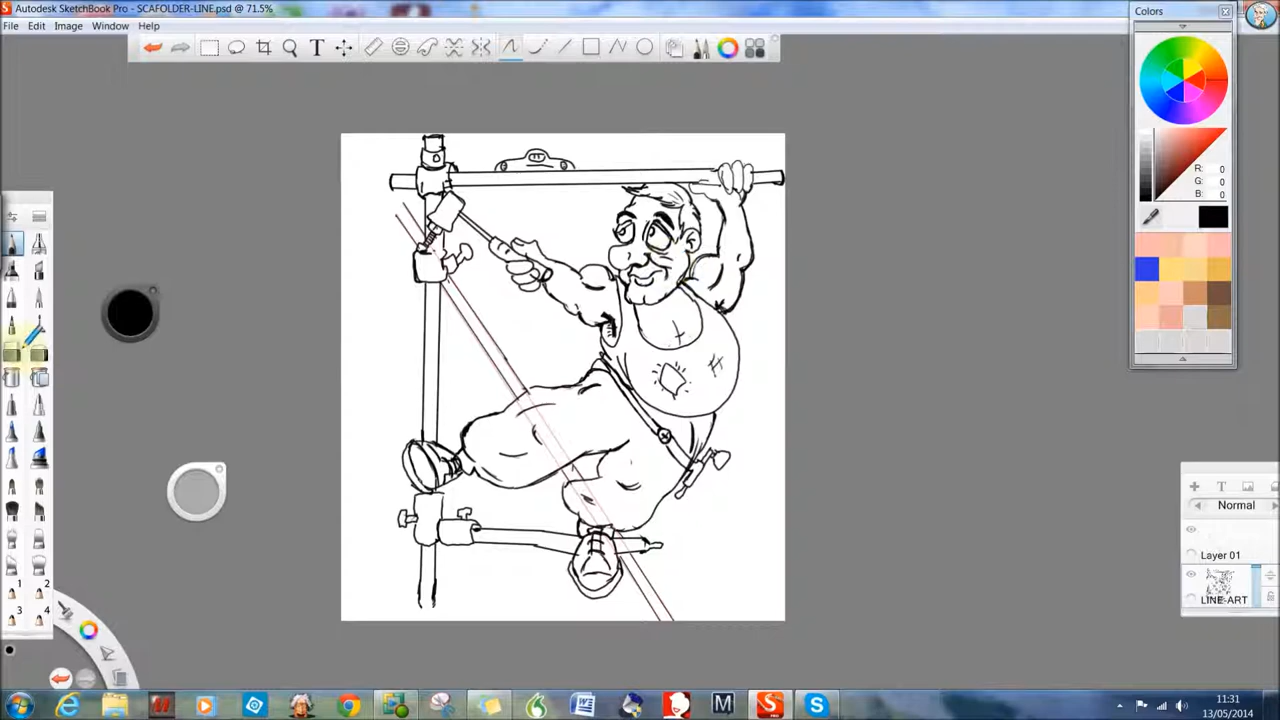 Autodesk SketchBook Pro - SCAFOLDER-LINE.psd @ 71.5%
File Edit Image Window Help
T
Colors
R: 0
G: 0
B: 0
T
Normal
Layer 01
LINE-ART
1 2
3 4
11:31
13/05/2014